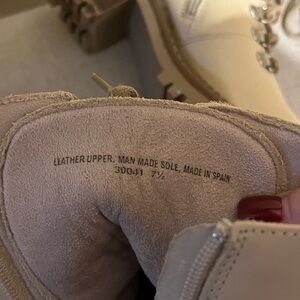 LEATHER UPPER. MAN MADE SOLE, MADE IN SPAIN
30041 7½